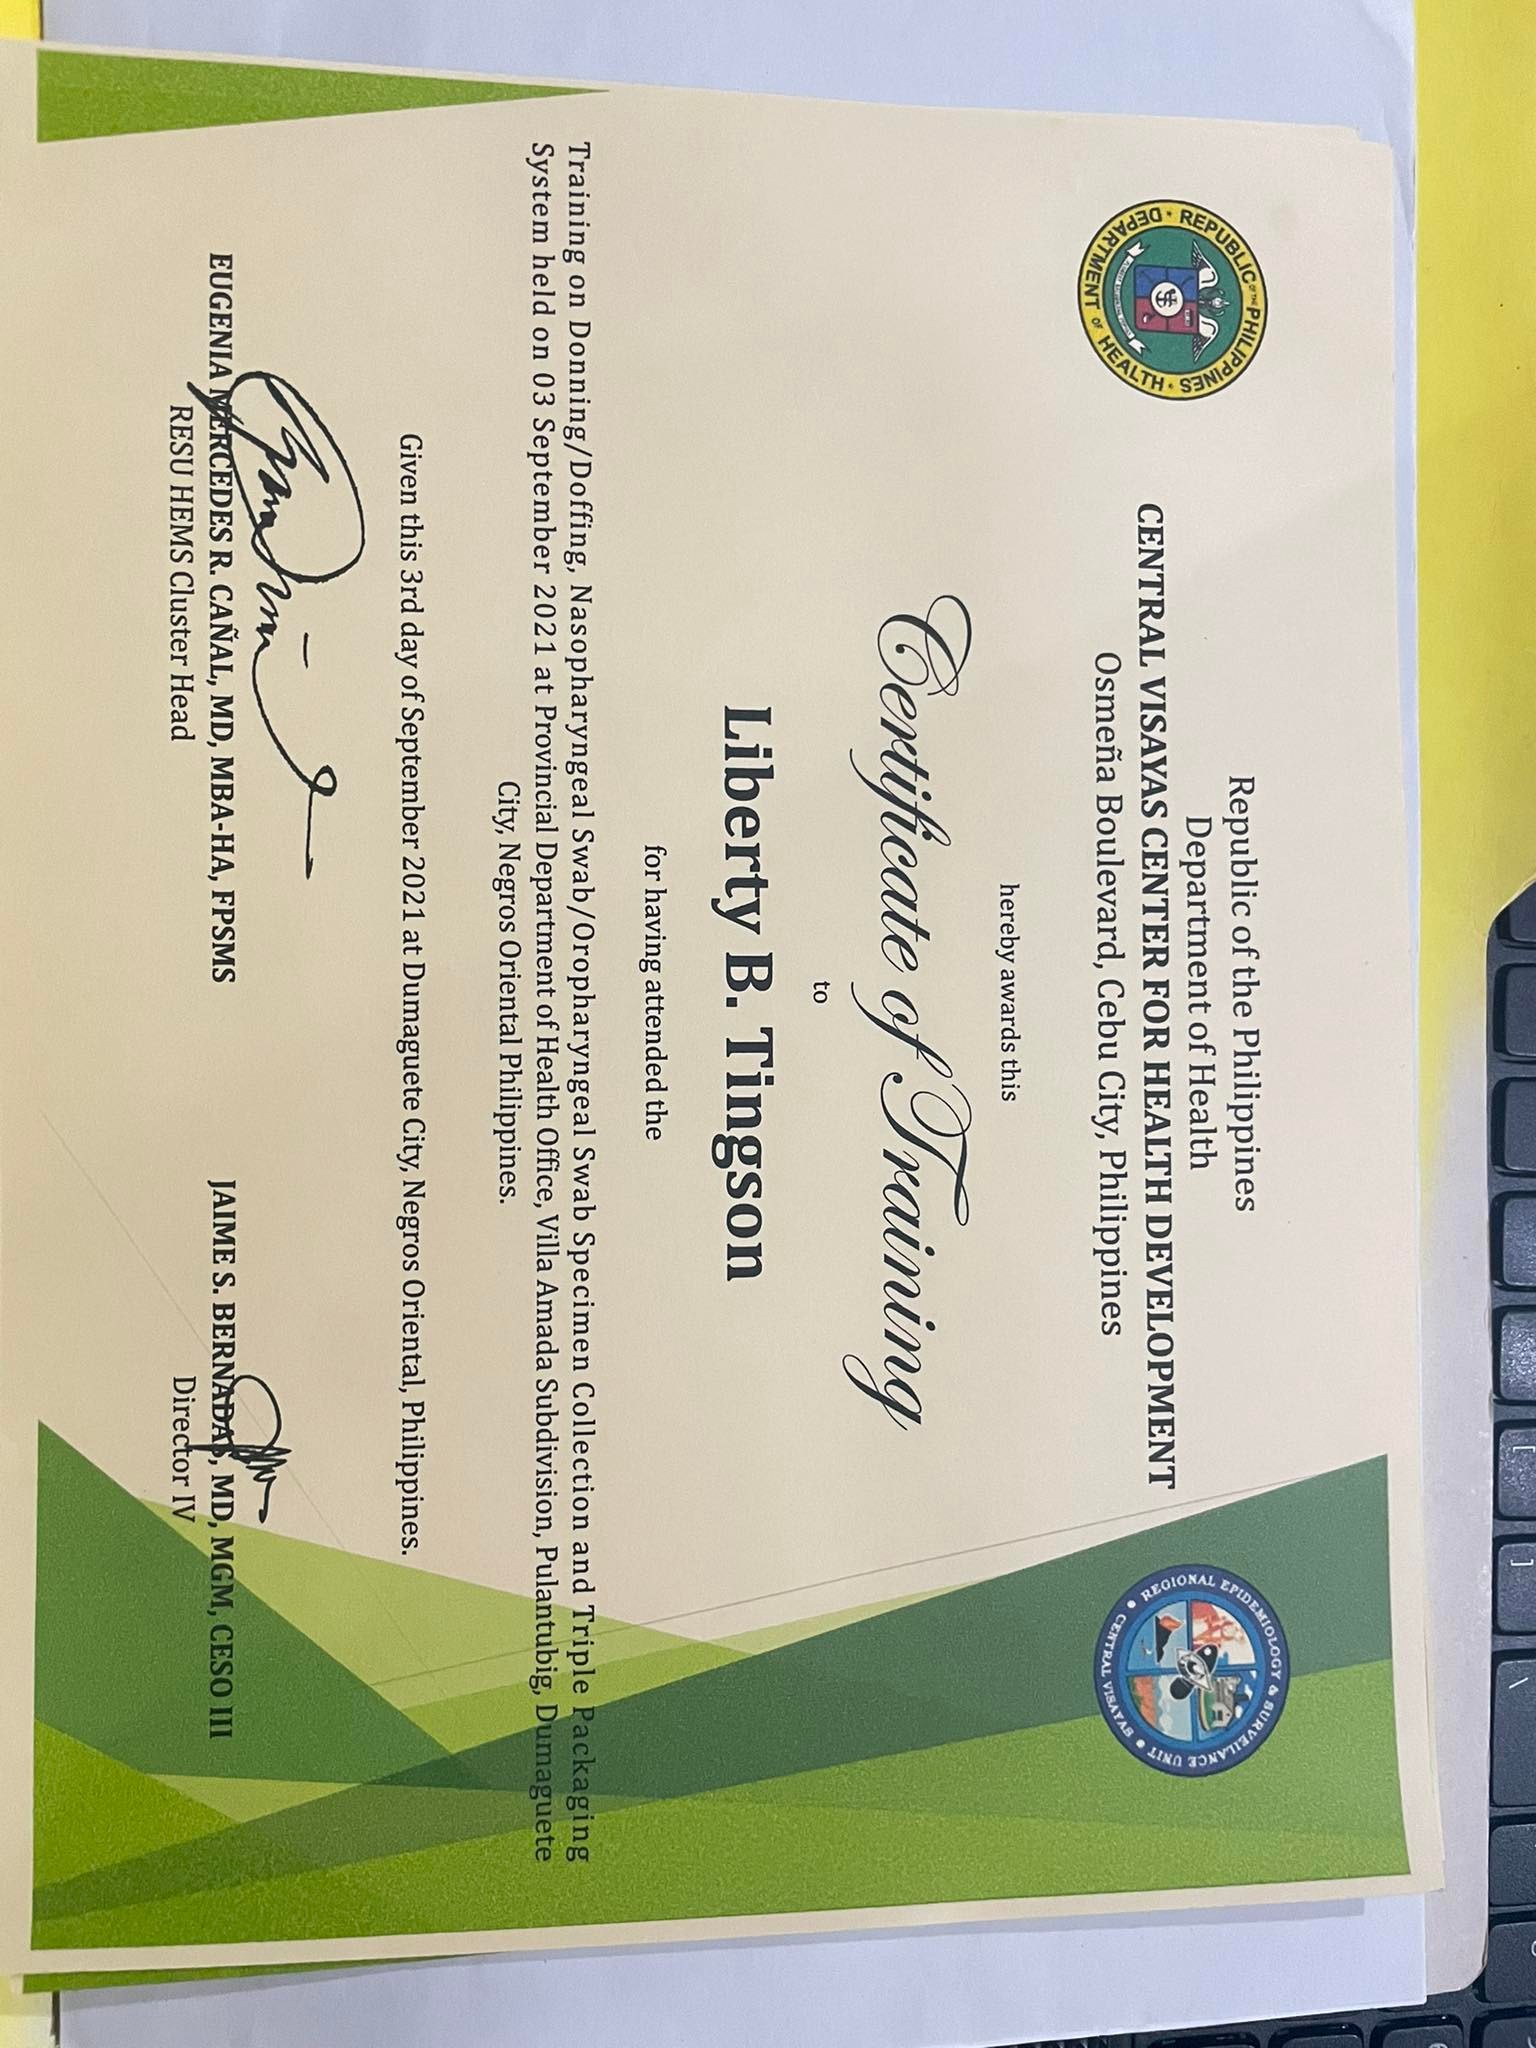 REPUBLIC OF THE PHILIPPINES
DEPARTMENT OF HEALTH
REGIONAL EPIDEMIOLOGY & SURVEILANCE UNIT
CENTRAL VISAYAS
Republic of the Philippines
Department of Health
CENTRAL VISAYAS CENTER FOR HEALTH DEVELOPMENT
Osmeña Boulevard, Cebu City, Philippines
hereby awards this
Certificate of Training
to
Liberty B. Tingson
for having attended the
Training on Donning/Doffing, Nasopharyngeal Swab/Oropharyngeal Swab Specimen Collection and Triple Packaging
System held on 03 September 2021 at Provincial Department of Health Office, Villa Amada Subdivision, Pulantubig, Dumaguete
City, Negros Oriental Philippines.
Given this 3rd day of September 2021 at Dumaguete City, Negros Oriental, Philippines.
EUGENIA MERCEDES R. CAÑAL, MD, MBA-HA, FPSMS
RESU HEMS Cluster Head
JAIME S. BERNADAS, MD, MGM, CESO III
Director IV